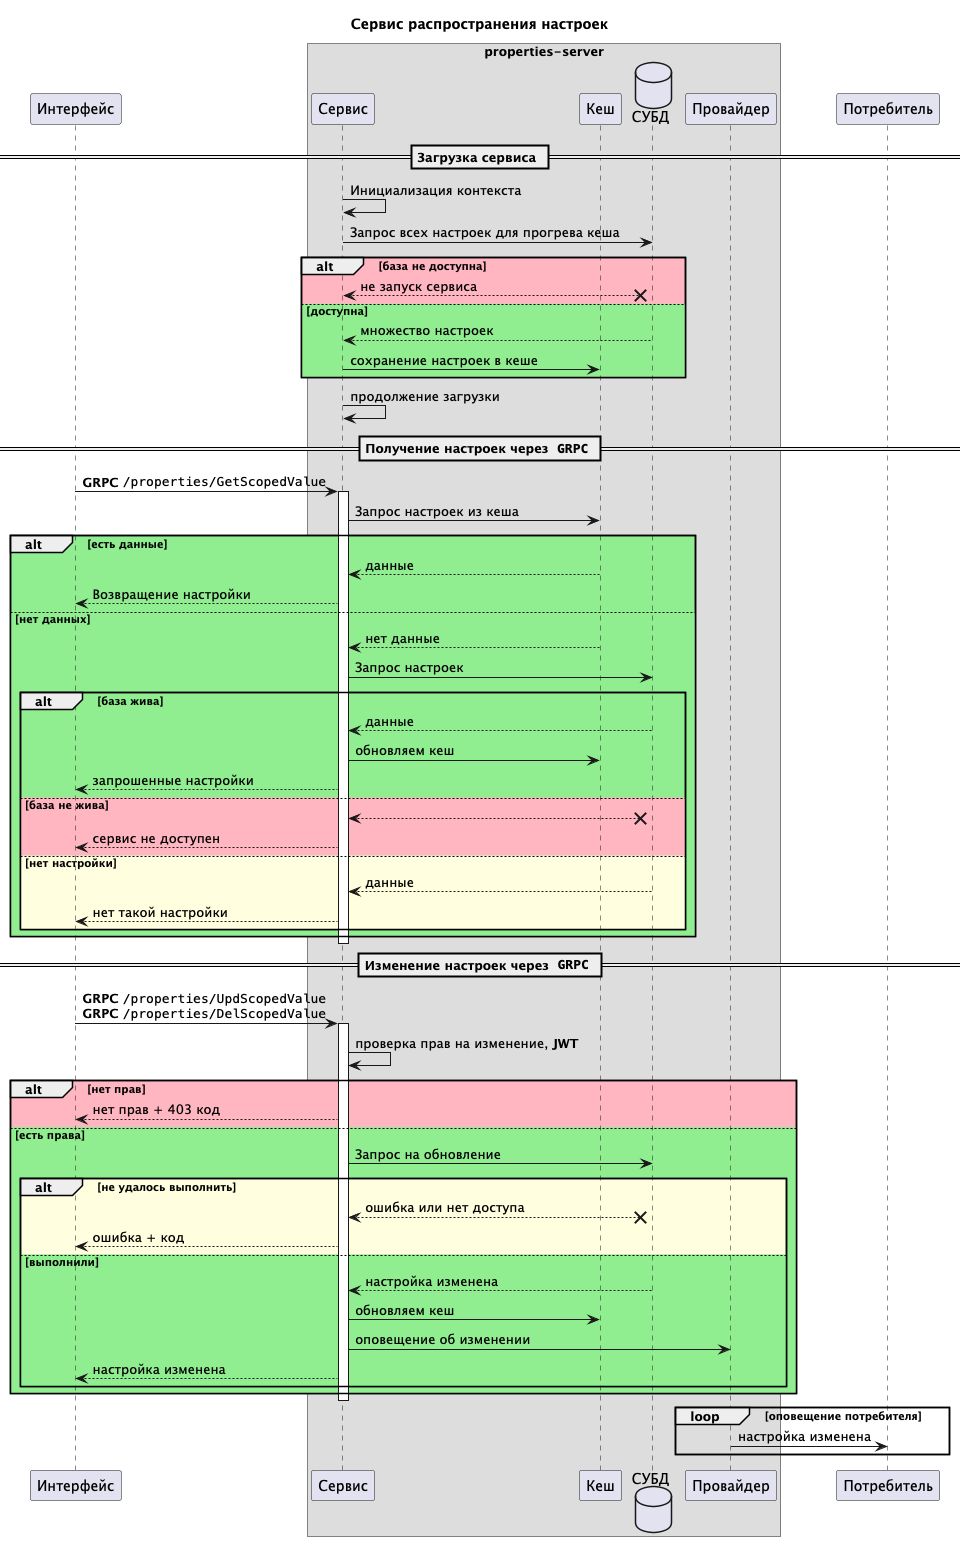 Сервис распространения настроек
properties-server
Интерфейс
Сервис
Кеш
СУБД
Провайдер
Потребитель
Загрузка сервиса
Инициализация контекста
Запрос всех настроек для прогрева кеша
alt
[база не доступна]
не запуск сервиса
[доступна]
множество настроек
сохранение настроек в кеше
продолжение загрузки
Получение настроек через GRPC
GRPC /properties/GetScopedValue
Запрос настроек из кеша
alt
[есть данные]
данные
Возвращение настройки
[нет данных]
нет данные
Запрос настроек
alt
[база жива]
данные
обновляем кеш
запрошенные настройки
[база не жива]
сервис не доступен
[нет настройки]
данные
нет такой настройки
Изменение настроек через GRPC
GRPC /properties/UpdScopedValue
GRPC /properties/DelScopedValue
проверка прав на изменение, JWT
alt
[нет прав]
нет прав + 403 код
[есть права]
Запрос на обновление
alt
[не удалось выполнить]
ошибка или нет доступа
ошибка + код
[выполнили]
настройка изменена
обновляем кеш
оповещение об изменении
настройка изменена
loop
[оповещение потребителя]
настройка изменена
Интерфейс
Сервис
Кеш
СУБД
Провайдер
Потребитель